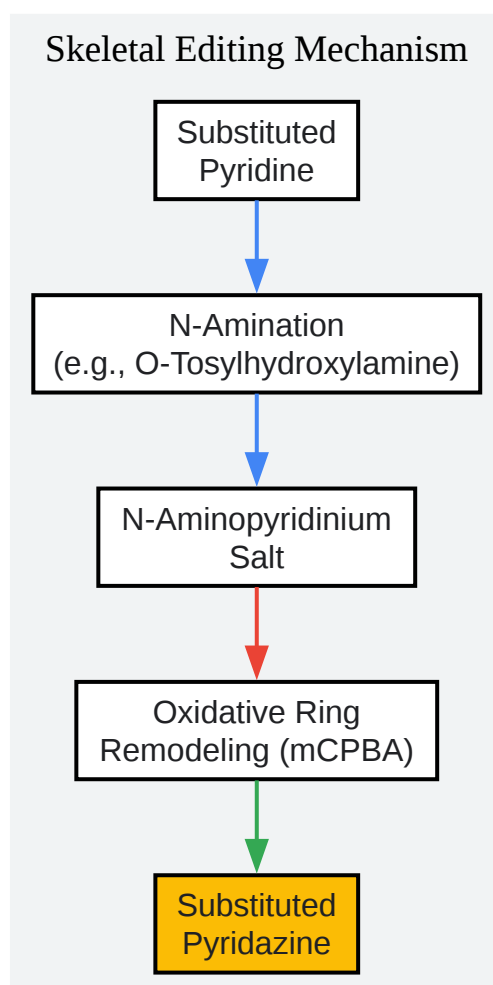 Skeletal Editing Mechanism
Substituted
Pyridine
N-Amination
(e.g., O-Tosylhydroxylamine)
N-Aminopyridinium
Salt
Oxidative Ring
Remodeling (mCPBA)
Substituted
Pyridazine